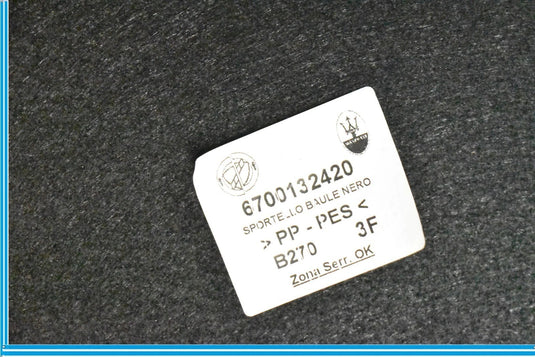 6700132420
SPORTELLO BAULE NERO
> PP - PES <
B270 3F
Zona Serr. OK